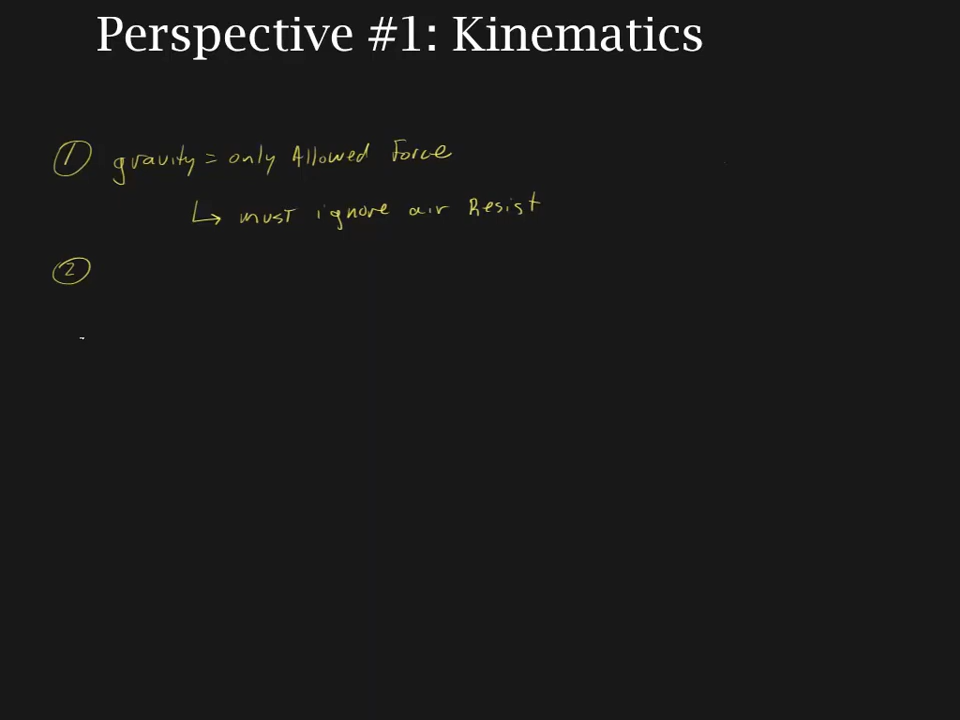 Perspective #1: Kinematics
① gravity = only Allowed Force
↳ must ignore air Resist
②